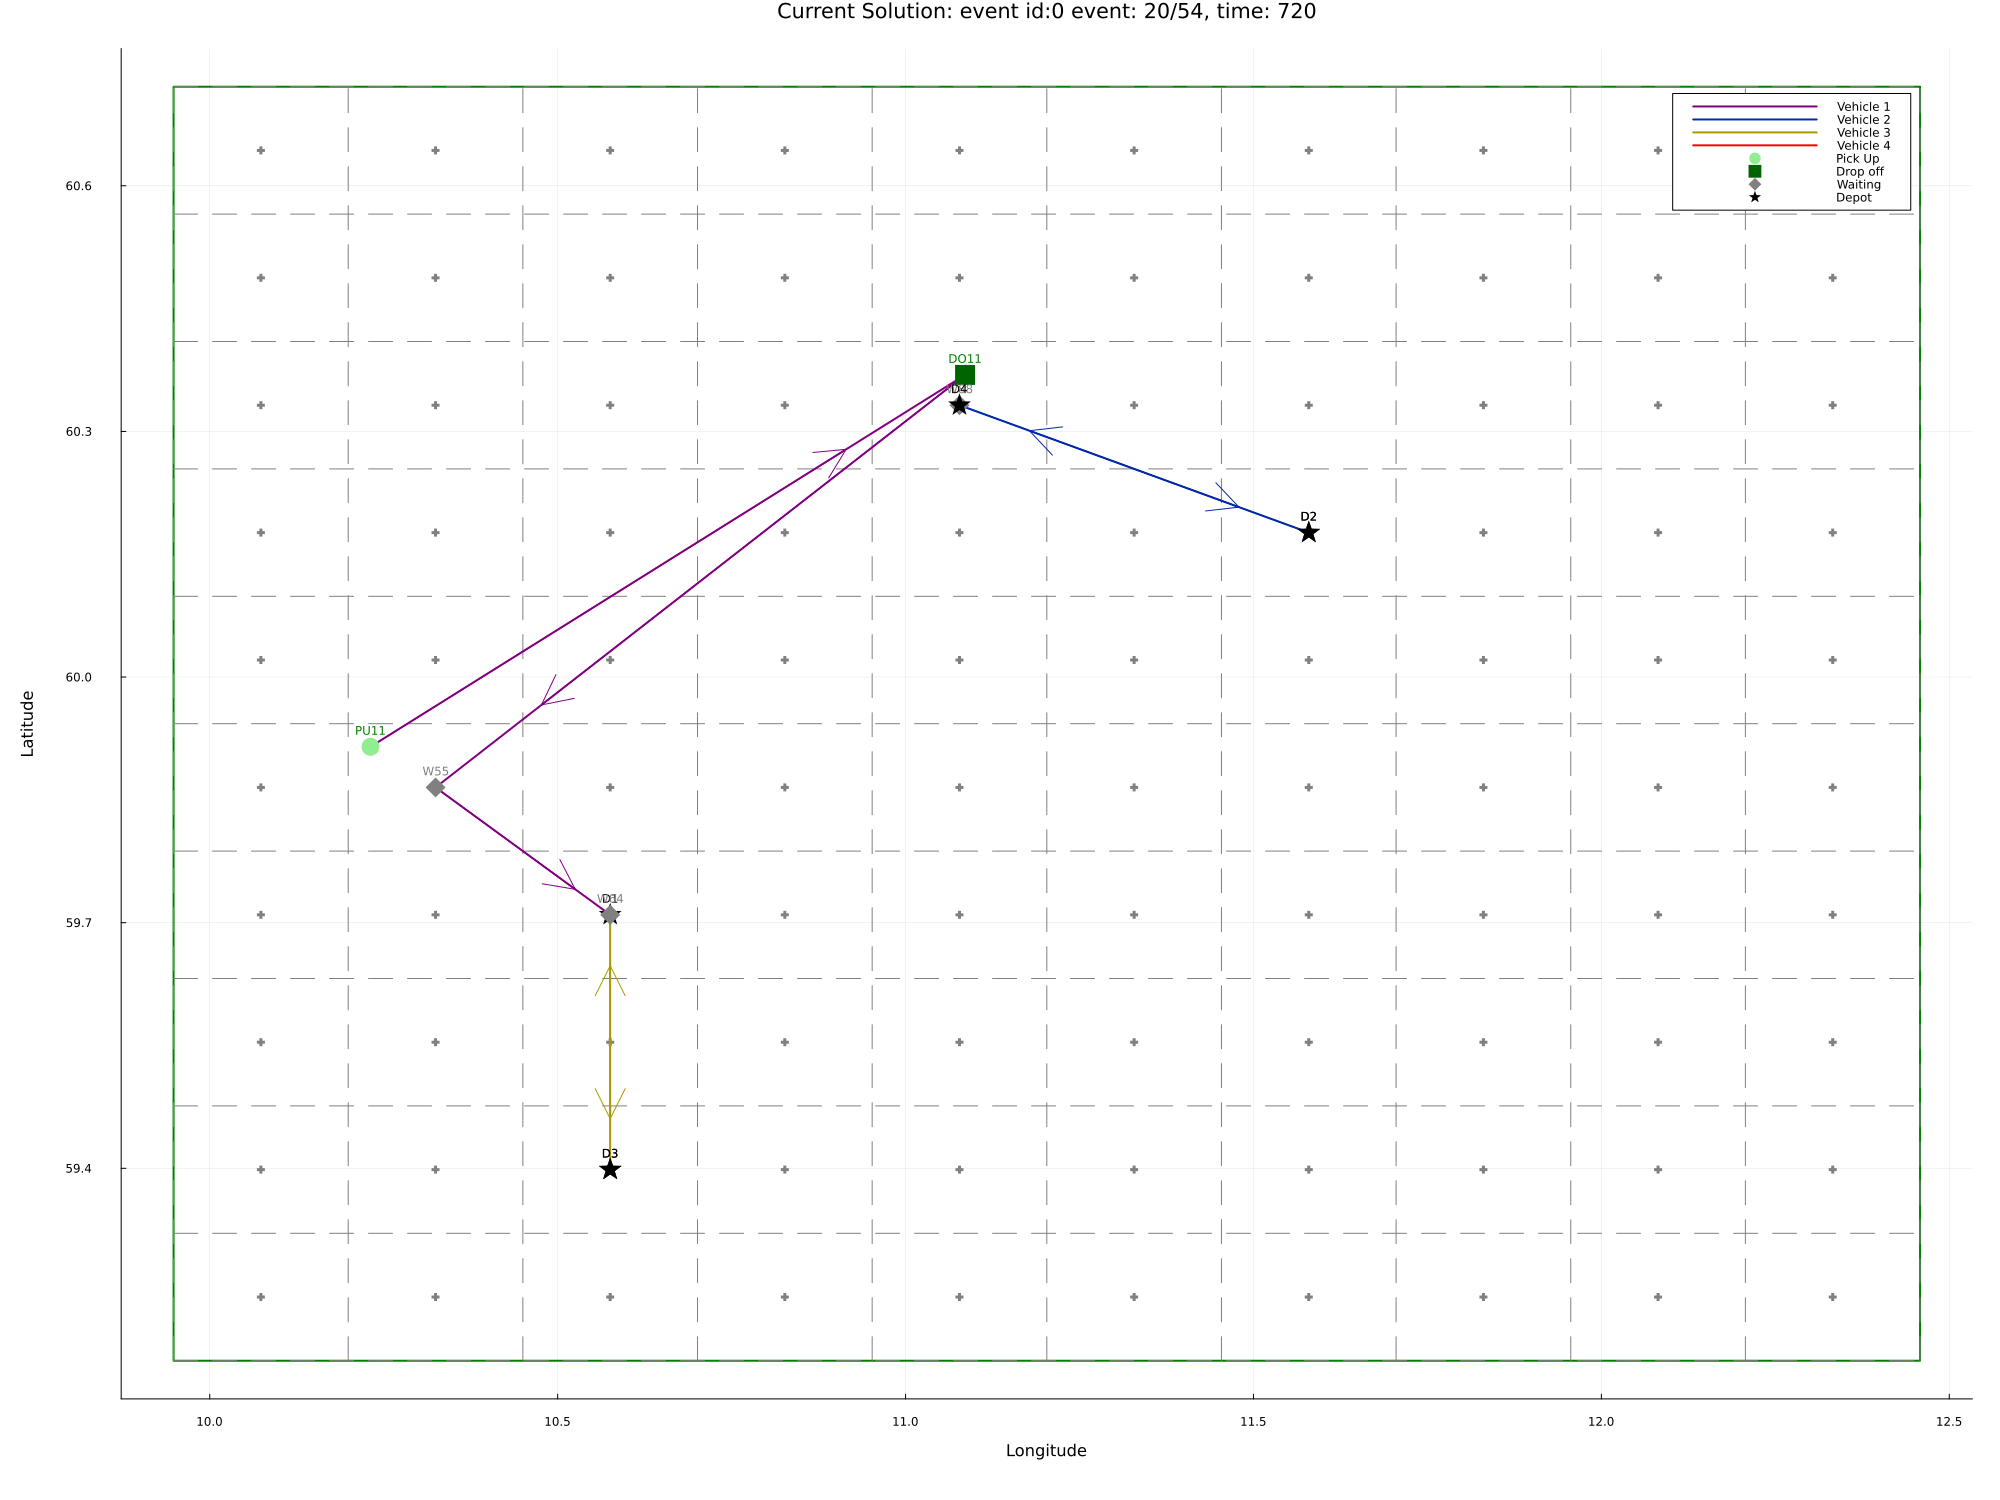 Current Solution: event id:0 event: 20/54, time: 720
Vehicle 1
Vehicle 2
Vehicle 3
Vehicle 4
Pick Up
Drop off
Waiting
Depot
60.6
60.3
60.0
59.7
59.4
Latitude
DO11
D4
D2
PU11
W55
D1
D3
10.0
10.5
11.0
11.5
12.0
12.5
Longitude